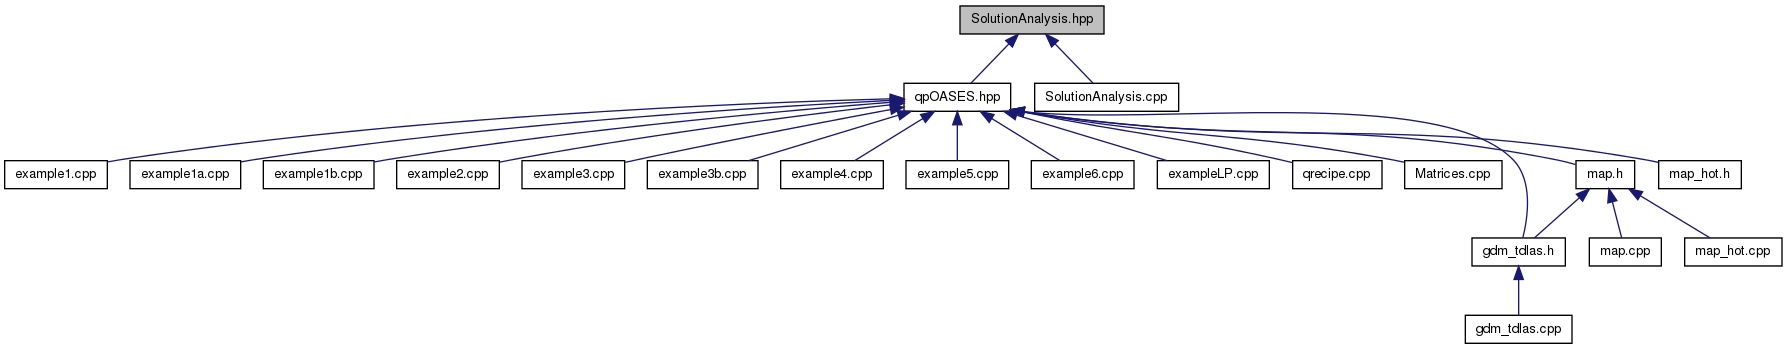 SolutionAnalysis.hpp
qpOASES.hpp
SolutionAnalysis.cpp
example1.cpp
example1a.cpp
example1b.cpp
example2.cpp
example3.cpp
example3b.cpp
example4.cpp
example5.cpp
example6.cpp
exampleLP.cpp
qrecipe.cpp
Matrices.cpp
map.h
map_hot.h
gdm_tdlas.h
map.cpp
map_hot.cpp
gdm_tdlas.cpp